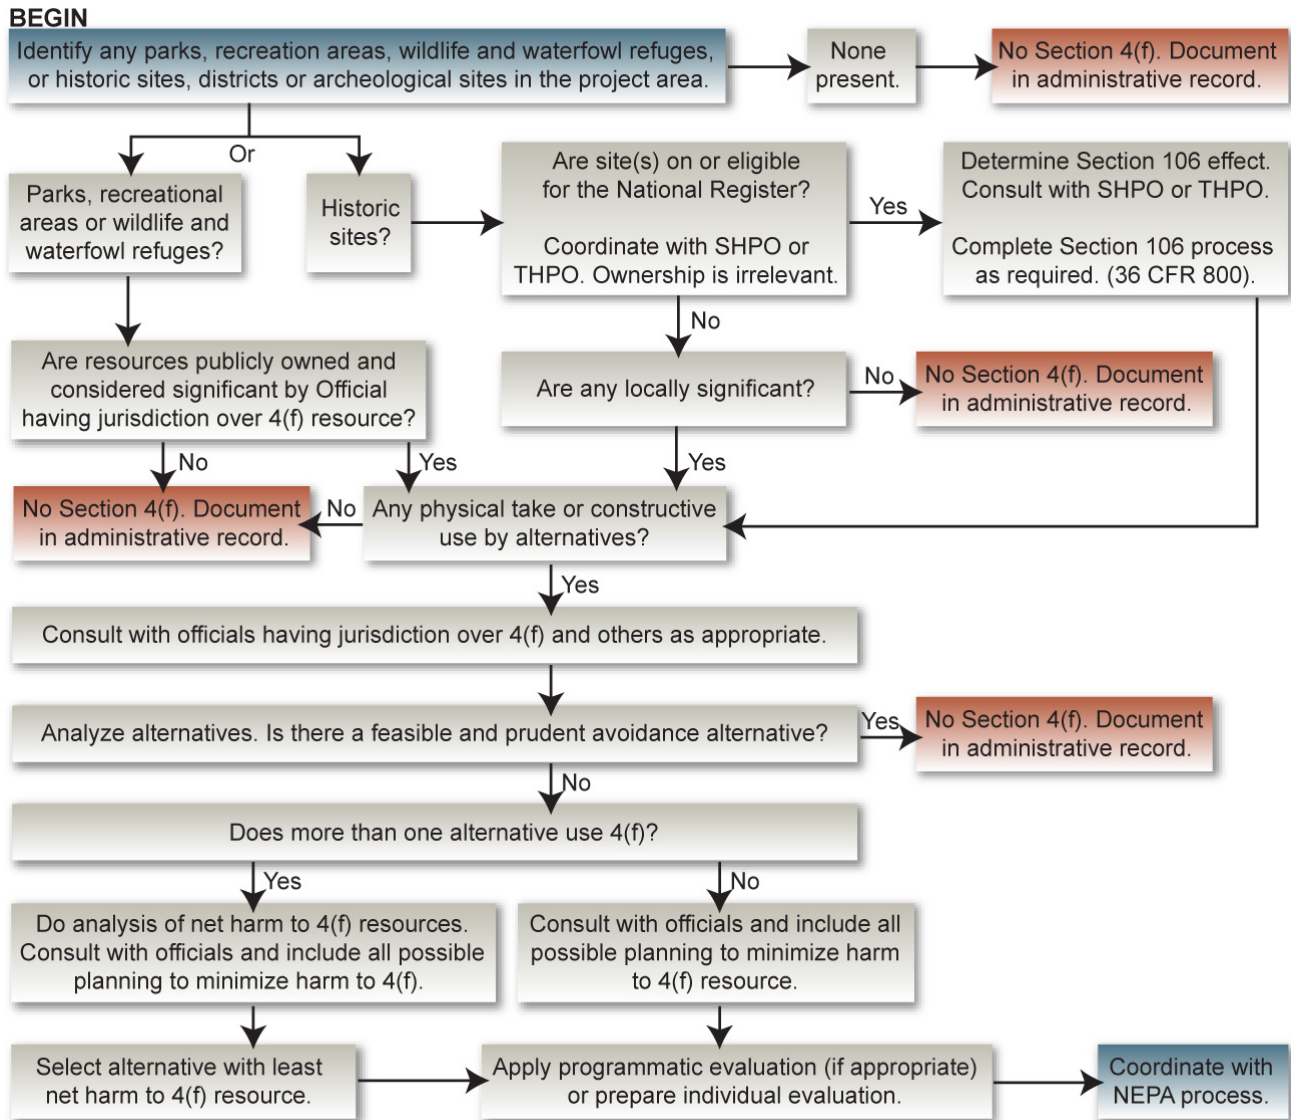 BEGIN
Identify any parks, recreation areas, wildlife and waterfowl refuges,
or historic sites, districts or archeological sites in the project area.
None
present.
No Section 4(f). Document
in administrative record.
Or
Parks, recreational
areas or wildlife and
waterfowl refuges?
Historic
sites?
Are site(s) on or eligible
for the National Register?
Coordinate with SHPO or
THPO. Ownership is irrelevant.
Yes
Determine Section 106 effect.
Consult with SHPO or THPO.
Complete Section 106 process
as required. (36 CFR 800).
No
Are resources publicly owned and
considered significant by Official
having jurisdiction over 4(f) resource?
Are any locally significant?
No
No Section 4(f). Document
in administrative record.
No
Yes
Yes
No Section 4(f). Document
in administrative record.
No
Any physical take or constructive
use by alternatives?
Yes
Consult with officials having jurisdiction over 4(f) and others as appropriate.
Analyze alternatives. Is there a feasible and prudent avoidance alternative?
Yes
No Section 4(f). Document
in administrative record.
No
Does more than one alternative use 4(f)?
Yes
No
Do analysis of net harm to 4(f) resources.
Consult with officials and include all possible
planning to minimize harm to 4(f).
Consult with officials and include all
possible planning to minimize harm
to 4(f) resource.
Select alternative with least
net harm to 4(f) resource.
Apply programmatic evaluation (if appropriate)
or prepare individual evaluation.
Coordinate with
NEPA process.